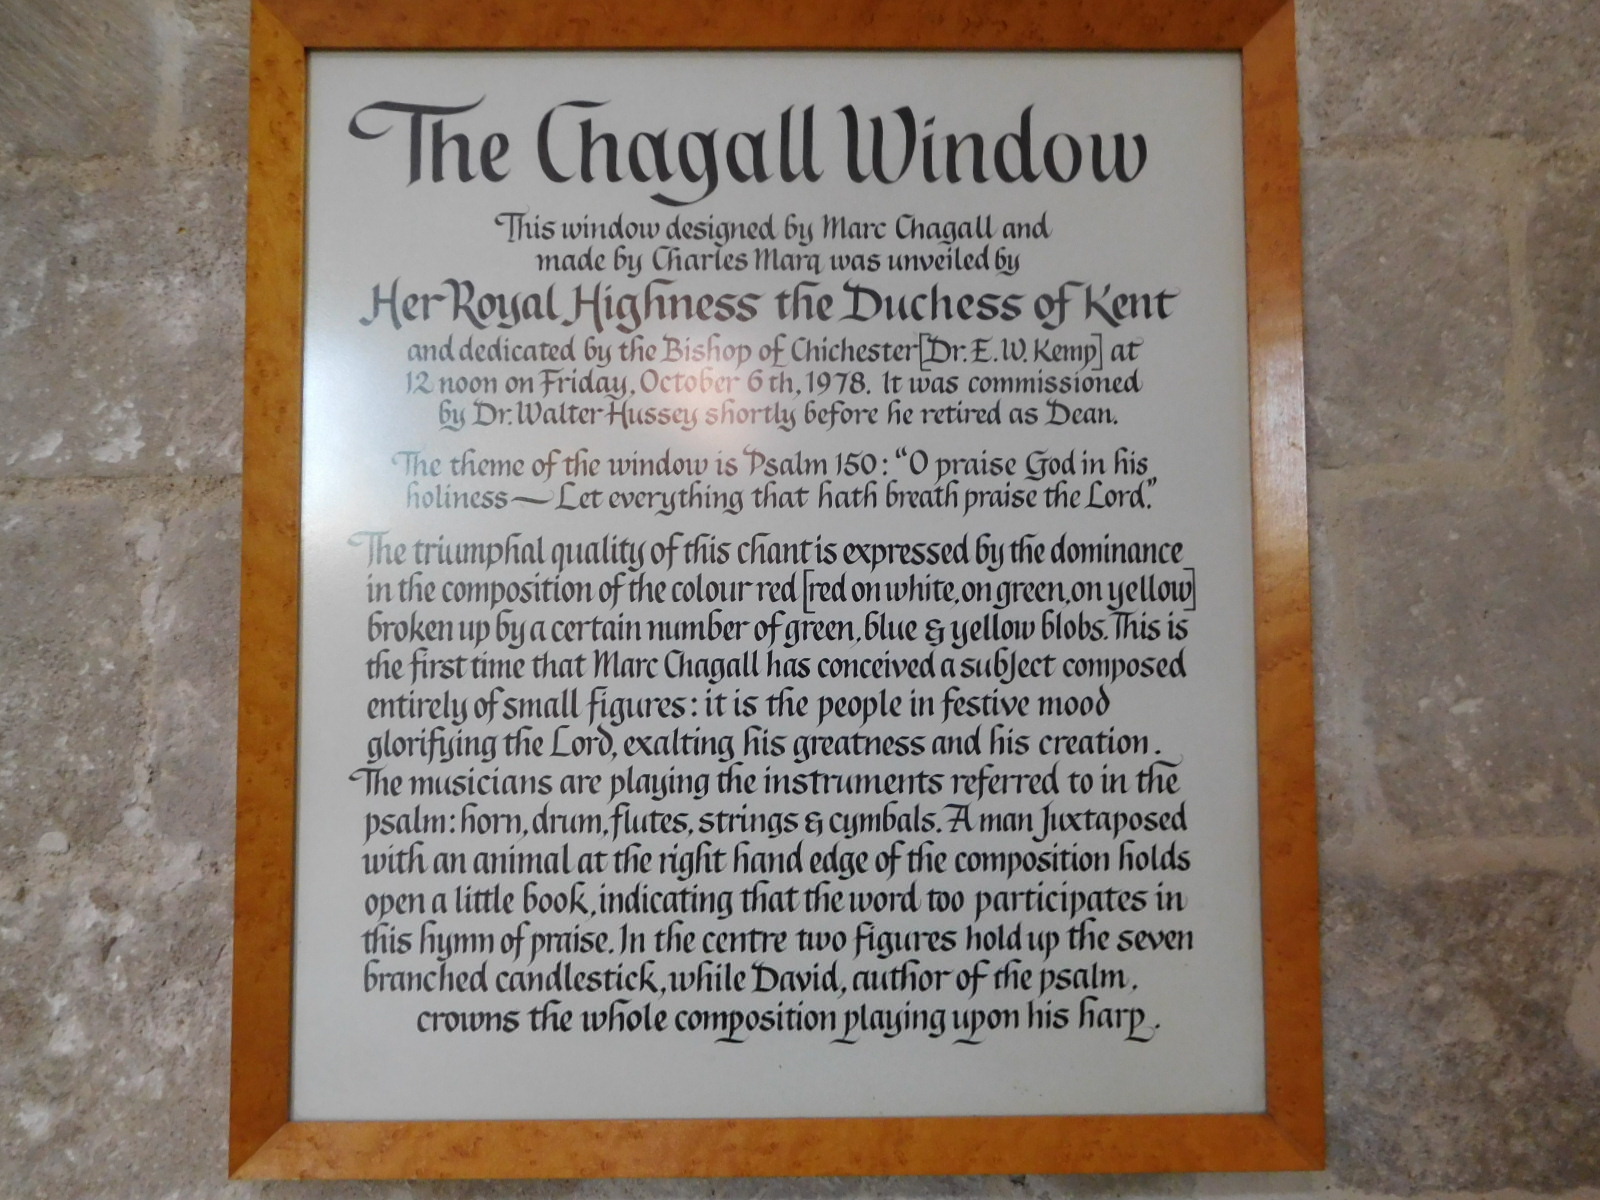 The Chagall Window
This window designed by Marc Chagall and
made by Charles Marq was unveiled by
Her Royal Highness the Duchess of Kent
and dedicated by the Bishop of Chichester [Dr. E. W. Kemp] at
12 noon on Friday, October 6th, 1978. It was commissioned
by Dr. Walter Hussey shortly before he retired as Dean.
The theme of the window is Psalm 150: “O praise God in his
holiness — Let everything that hath breath praise the Lord.”
The triumphal quality of this chant is expressed by the dominance
in the composition of the colour red [red on white, on green, on yellow]
broken up by a certain number of green, blue & yellow blobs. This is
the first time that Marc Chagall has conceived a subject composed
entirely of small figures: it is the people in festive mood
glorifying the Lord, exalting his greatness and his creation.
The musicians are playing the instruments referred to in the
psalm: horn, drum, flutes, strings & cymbals. A man juxtaposed
with an animal at the right hand edge of the composition holds
open a little book, indicating that the word too participates in
this hymn of praise. In the centre two figures hold up the seven
branched candlestick, while David, author of the psalm,
crowns the whole composition playing upon his harp.